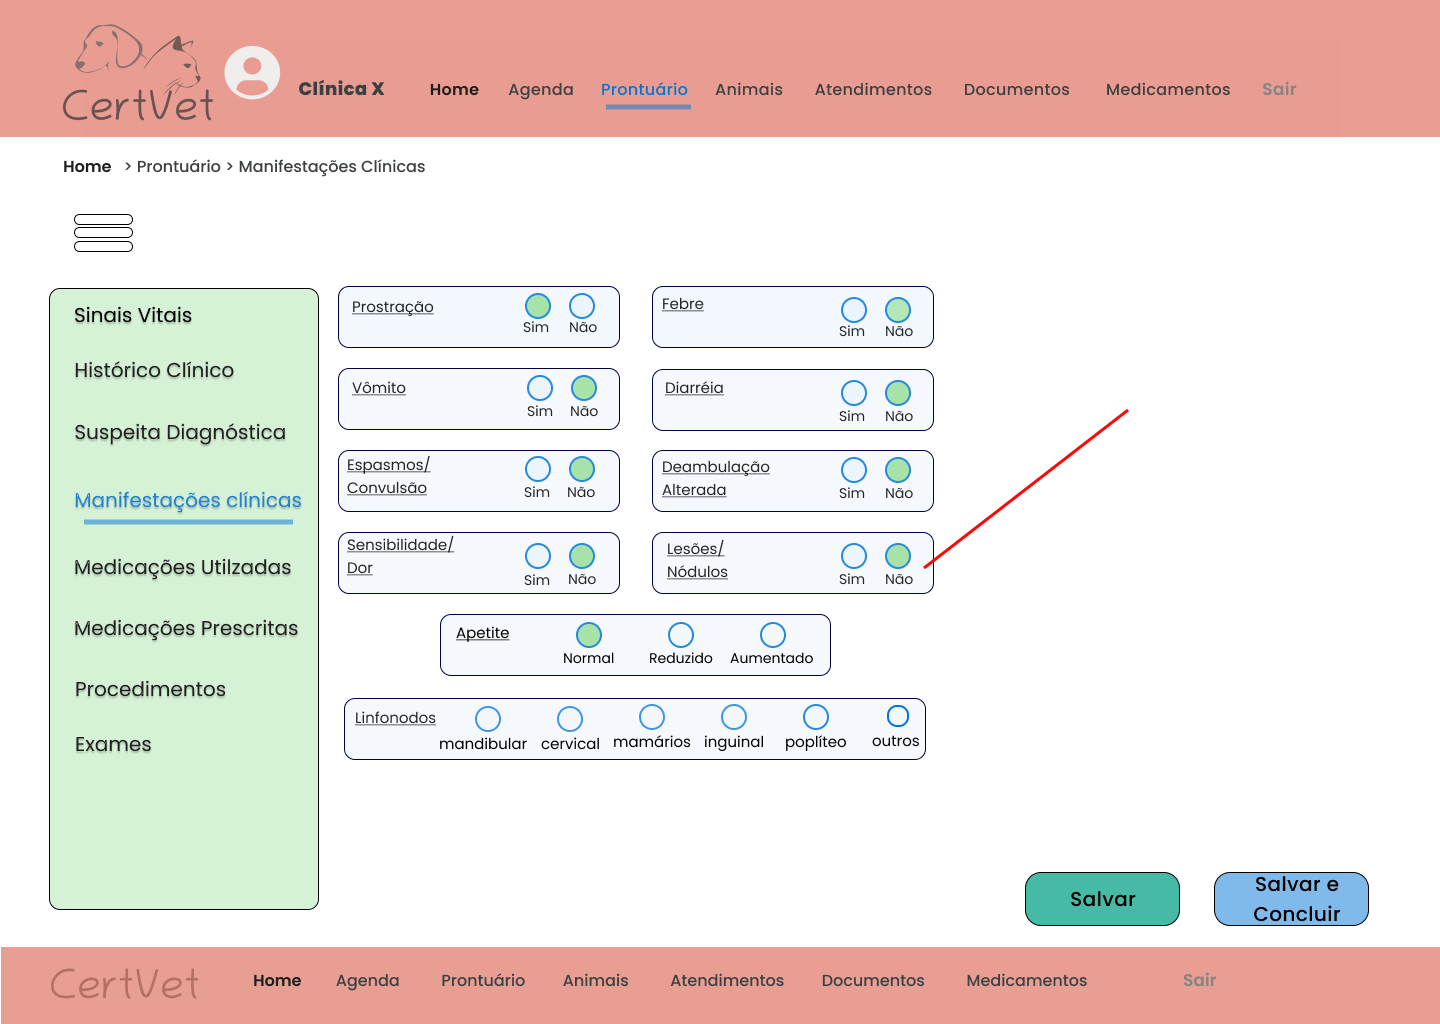 CertVet
Clínica X
Home Agenda Prontuário Animais Atendimentos Documentos Medicamentos Sair
Home > Prontuário > Manifestações Clínicas
Sinais Vitais
Histórico Clínico
Suspeita Diagnóstica
Manifestações clínicas
Medicações Utilzadas
Medicações Prescritas
Procedimentos
Exames
Prostração
Sim Não
Febre
Sim Não
Vômito
Sim Não
Diarréia
Sim Não
Espasmos/
Convulsão
Sim Não
Deambulação
Alterada
Sim Não
Sensibilidade/
Dor
Sim Não
Lesões/
Nódulos
Sim Não
Apetite
Normal Reduzido Aumentado
Linfonodos
mandibular cervical mamários inguinal poplíteo outros
Salvar
Salvar e
Concluir
CertVet
Home Agenda Prontuário Animais Atendimentos Documentos Medicamentos Sair